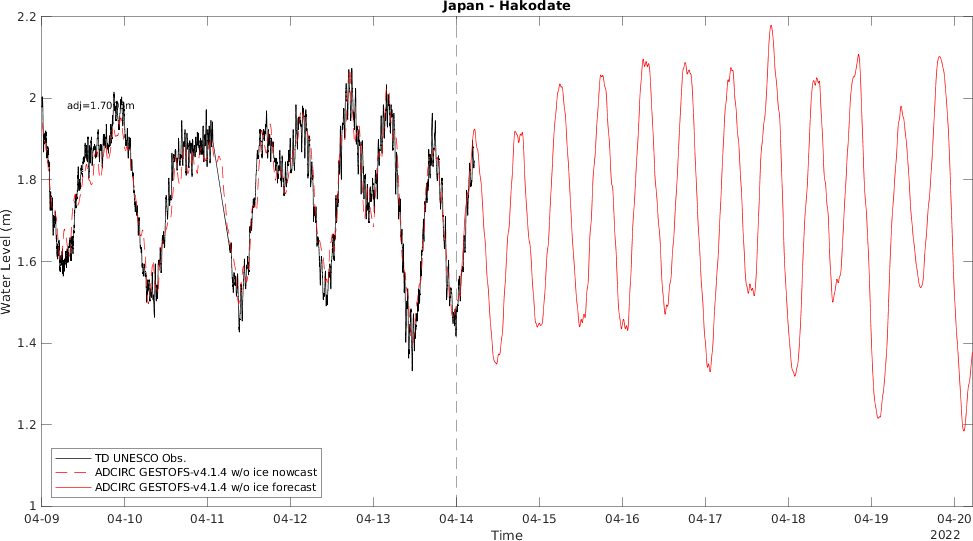 Japan - Hakodate
2.2
2
1.8
1.6
1.4
1.2
1
Water Level (m)
TD UNESCO Obs.
ADCIRC GESTOFS-v4.1.4 w/o ice nowcast
ADCIRC GESTOFS-v4.1.4 w/o ice forecast
04-09 04-10 04-11 04-12 04-13 04-14 04-15 04-16 04-17 04-18 04-19 04-20
Time
2022